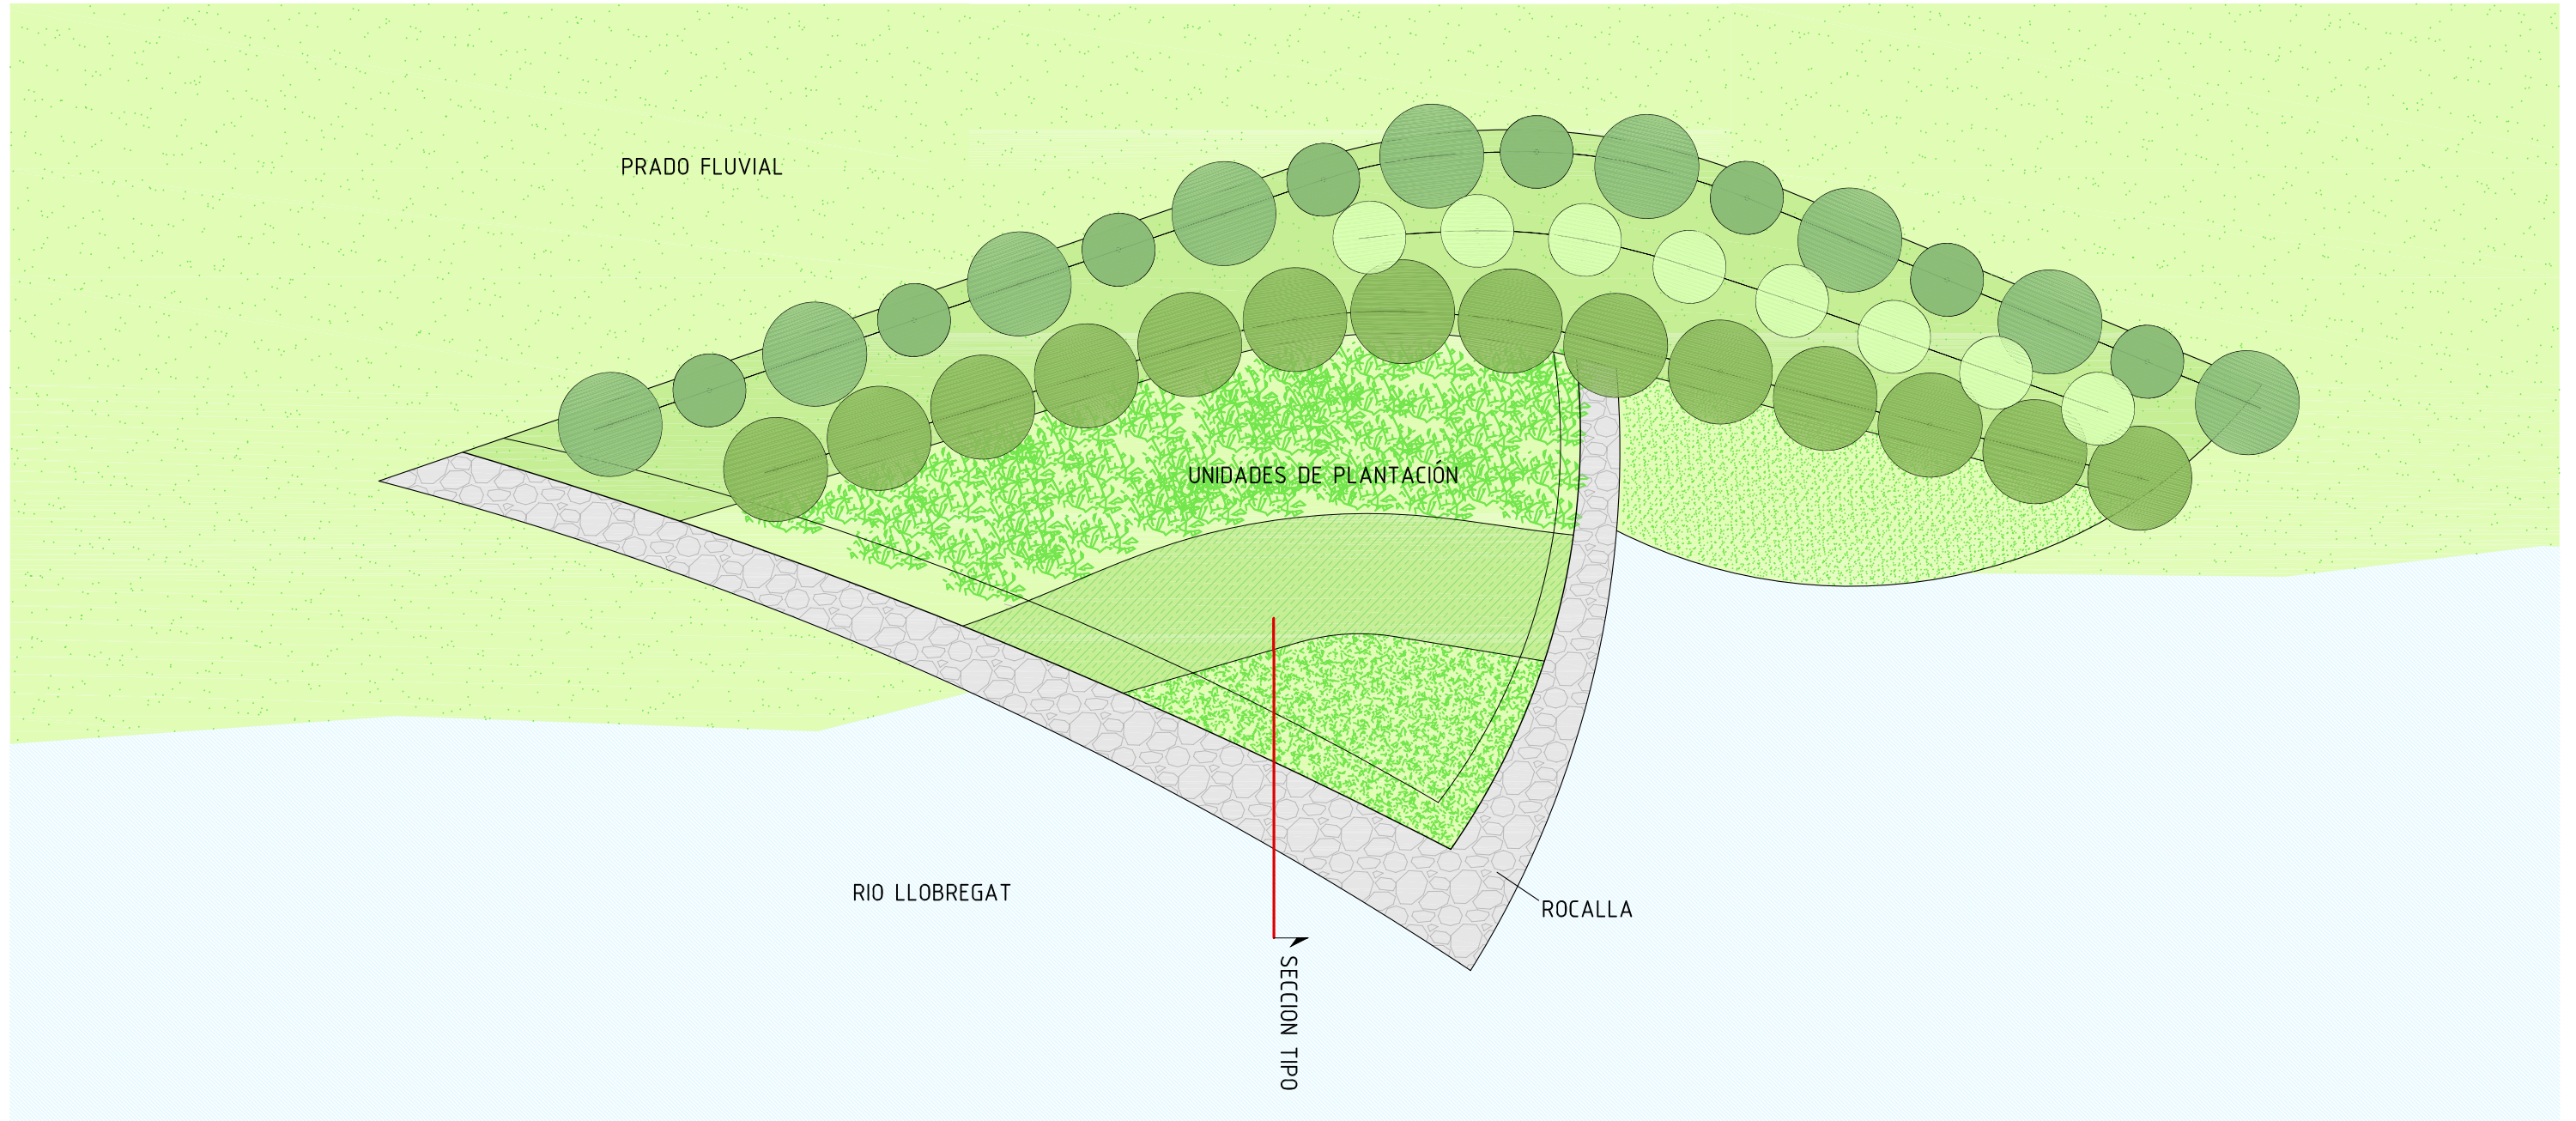 PRADO FLUVIAL
UNIDADES DE PLANTACIÓN
RIO LLOBREGAT
ROCALLA
SECCION TIPO